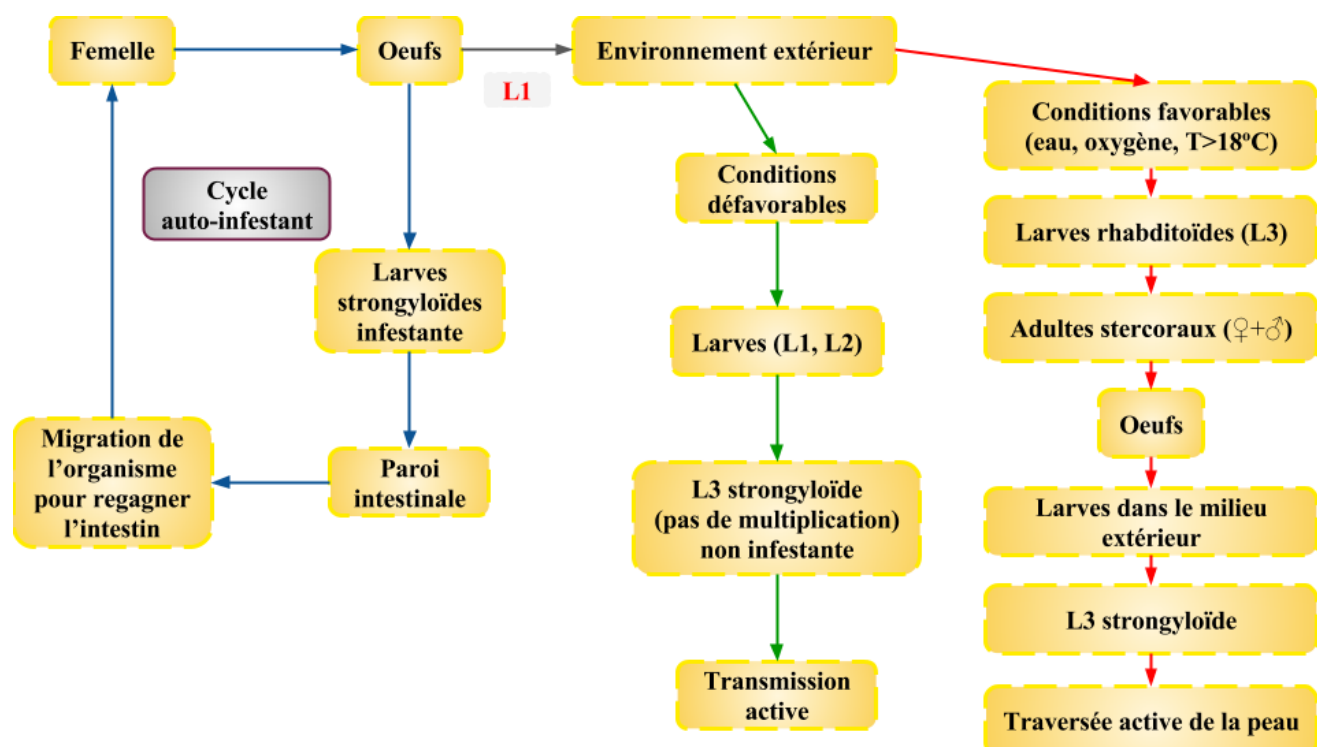 Femelle
Oeufs
L1
Environnement extérieur
Cycle
auto-infestant
Larves
strongyloïdes
infestante
Paroi
intestinale
Migration de
l’organisme
pour regagner
l’intestin
Conditions
défavorables
Larves (L1, L2)
L3 strongyloïde
(pas de multiplication)
non infestante
Transmission
active
Conditions favorables
(eau, oxygène, T>18ºC)
Larves rhabditoïdes (L3)
Adultes stercoraux (♀+♂)
Oeufs
Larves dans le milieu
extérieur
L3 strongyloïde
Traversée active de la peau